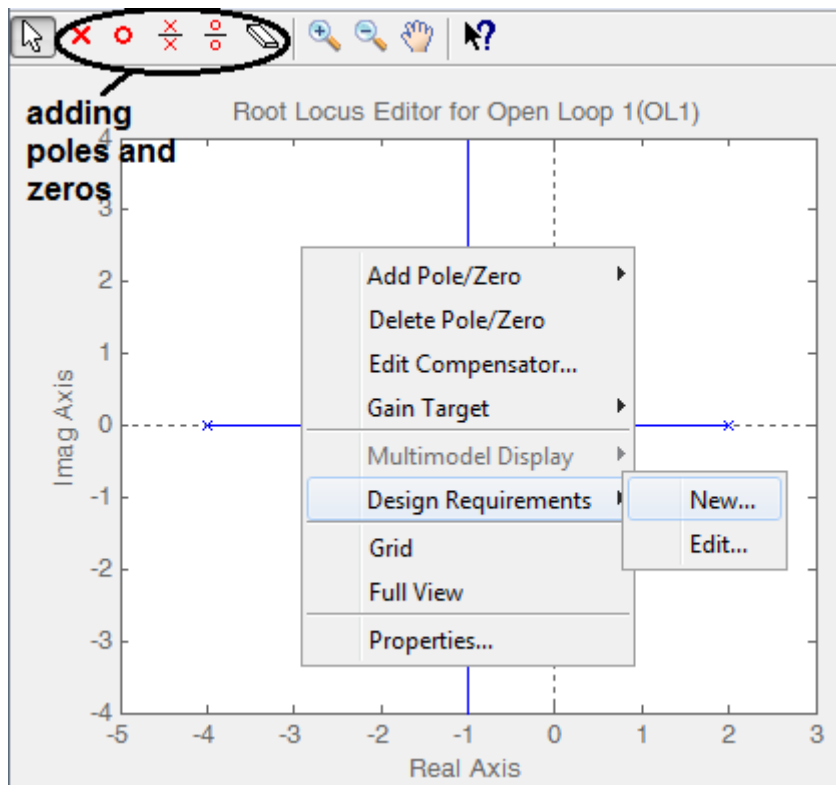 adding
poles and
zeros
Root Locus Editor for Open Loop 1(OL1)
4
3
2
1
0
-1
-2
-3
-4
Imag Axis
Add Pole/Zero
Delete Pole/Zero
Edit Compensator...
Gain Target
Multimodel Display
Design Requirements
Grid
Full View
Properties...
New...
Edit...
-5 -4 -3 -2 -1 0 1 2 3
Real Axis